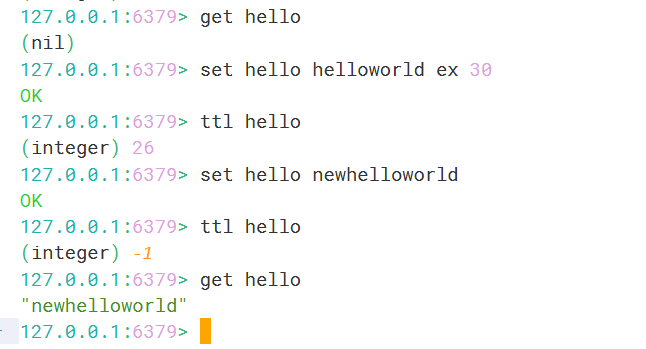 127.0.0.1:6379> get hello
(nil)
127.0.0.1:6379> set hello helloworld ex 30
OK
127.0.0.1:6379> ttl hello
(integer) 26
127.0.0.1:6379> set hello newhelloworld
OK
127.0.0.1:6379> ttl hello
(integer) -1
127.0.0.1:6379> get hello
"newhelloworld"
127.0.0.1:6379>